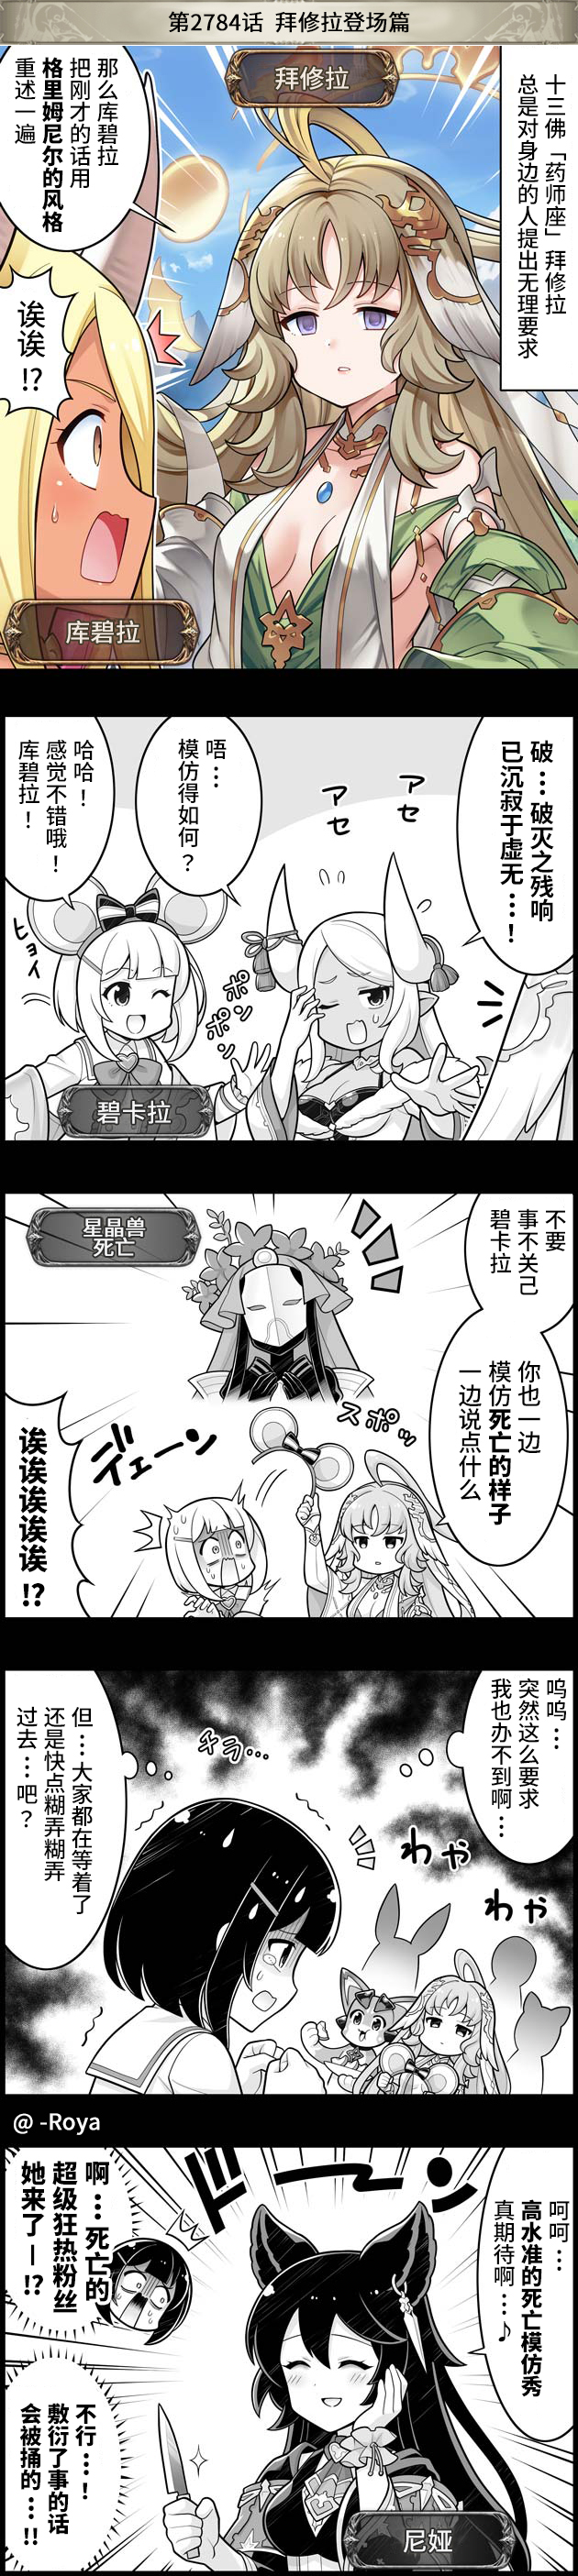 第2784话 拜修拉登场篇
十三佛「药师座」拜修拉
总是对身边的人提出无理要求
拜修拉
那么库碧拉
把刚才的话用
格里姆尼尔的风格
重述一遍
诶诶!?
库碧拉
破…破灭之残响
已沉寂于虚无…！
アセ
アセ
唔…
模仿得如何？
ポンポン
哈哈！
感觉不错哦！
库碧拉！
ヒョイ
碧卡拉
不要
事不关己
碧卡拉
你也一边
模仿死亡的样子
一边说点什么
星晶兽
死亡
スポッ
デェーン
诶诶诶诶诶!?
呜呜…
突然这么要求
我也办不到啊…
チラ…
わや
わや
但…大家都在等着了
还是快点糊弄糊弄
过去…吧？
@ -Roya
呵呵…
高水准的死亡模仿秀
真期待啊…♪
ドーン
啊…死亡的
超级狂热粉丝
她来了ー!?
不行…！
敷衍了事的话
会被捅的…!!
尼娅